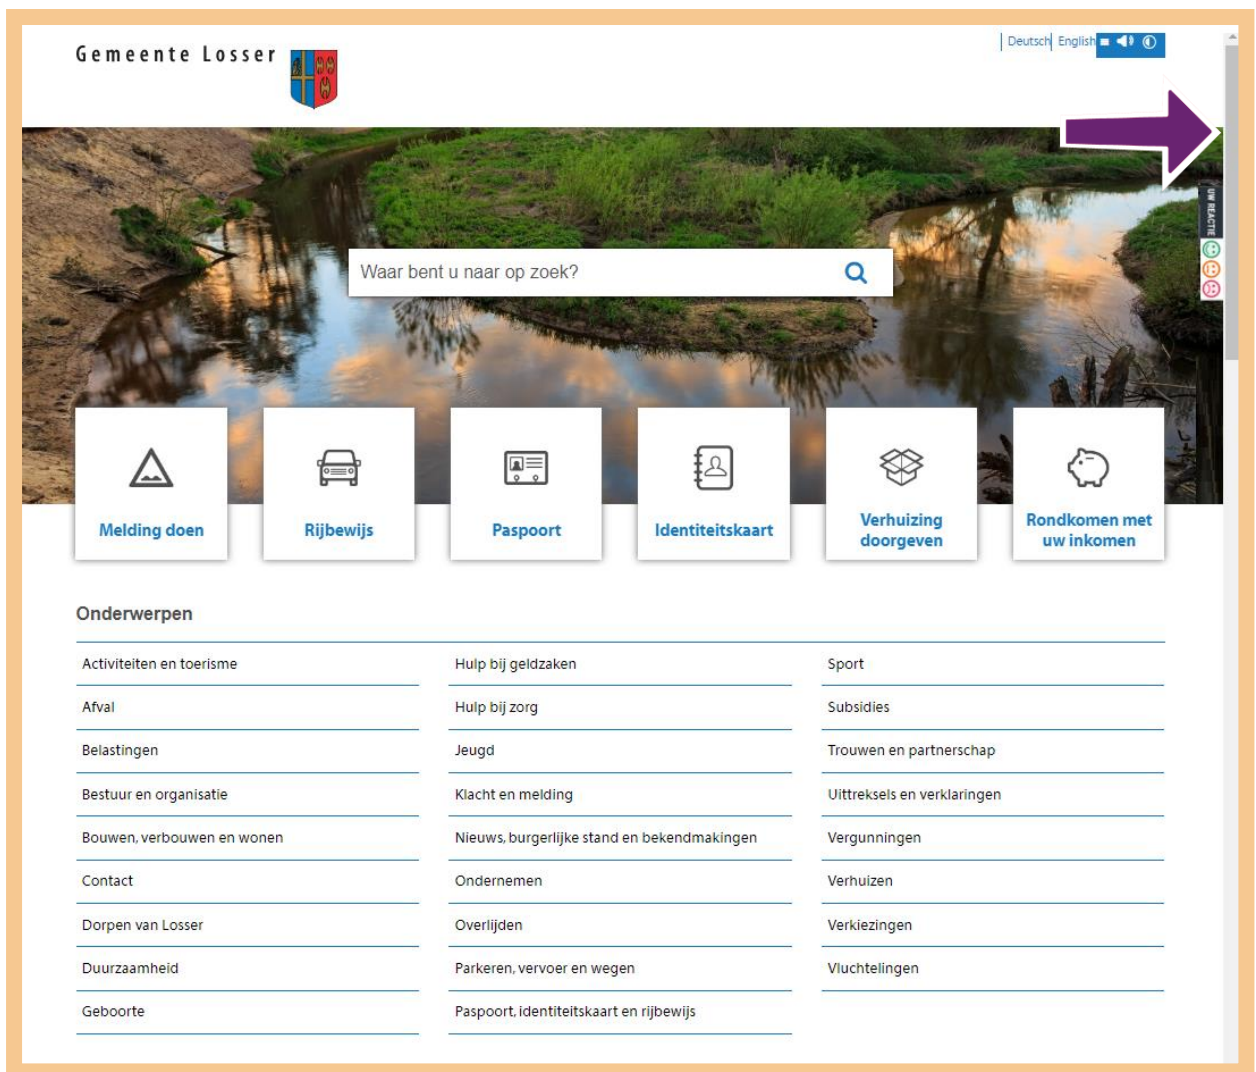 Gemeente Losser
Deutsch English
UW REACTIE
Waar bent u naar op zoek?
Melding doen
Rijbewijs
Paspoort
Identiteitskaart
Verhuizing
doorgeven
Rondkomen met
uw inkomen
Onderwerpen
Activiteiten en toerisme
Afval
Belastingen
Bestuur en organisatie
Bouwen, verbouwen en wonen
Contact
Dorpen van Losser
Duurzaamheid
Geboorte
Hulp bij geldzaken
Hulp bij zorg
Jeugd
Klacht en melding
Nieuws, burgerlijke stand en bekendmakingen
Ondernemen
Overlijden
Parkeren, vervoer en wegen
Paspoort, identiteitskaart en rijbewijs
Sport
Subsidies
Trouwen en partnerschap
Uittreksels en verklaringen
Vergunningen
Verhuizen
Verkiezingen
Vluchtelingen